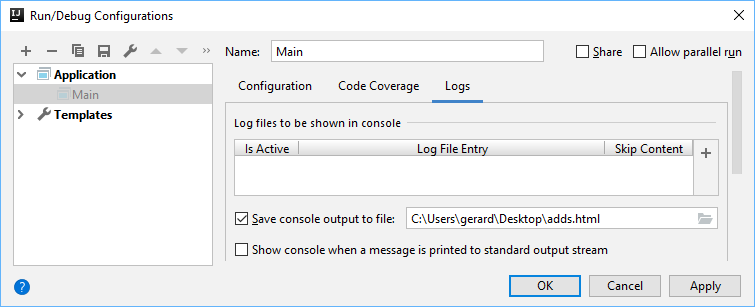 Run/Debug Configurations
Name: Main Share Allow parallel run
Application
Main
Templates
Configuration Code Coverage Logs
Log files to be shown in console
Is Active Log File Entry Skip Content
Save console output to file: C:\Users\gerard\Desktop\adds.html
Show console when a message is printed to standard output stream
OK Cancel Apply